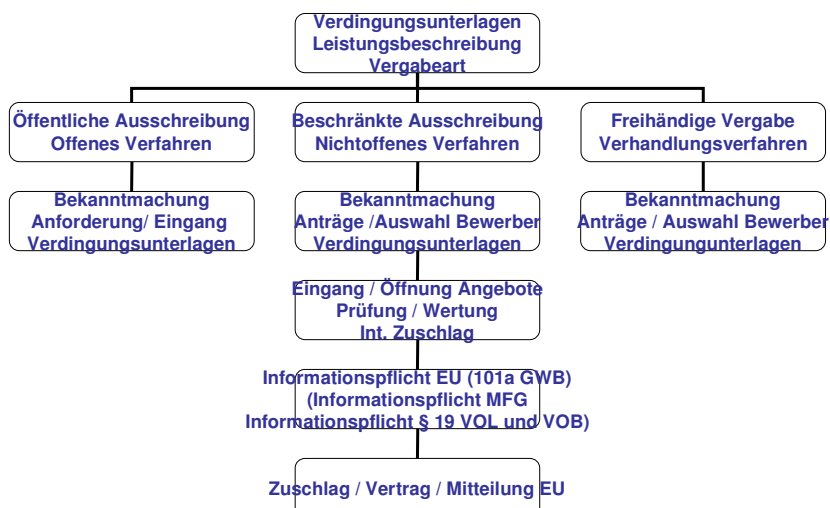 Verdingungsunterlagen
Leistungsbeschreibung
Vergabeart
Öffentliche Ausschreibung
Offenes Verfahren
Beschränkte Ausschreibung
Nichtoffenes Verfahren
Freihändige Vergabe
Verhandlungsverfahren
Bekanntmachung
Anforderung/ Eingang
Verdingungsunterlagen
Bekanntmachung
Anträge /Auswahl Bewerber
Verdingungsunterlagen
Bekanntmachung
Anträge / Auswahl Bewerber
Verdingungunterlagen
Eingang / Öffnung Angebote
Prüfung / Wertung
Int. Zuschlag
Informationspflicht EU (101a GWB)
(Informationspflicht MFG
Informationspflicht § 19 VOL und VOB)
Zuschlag / Vertrag / Mitteilung EU